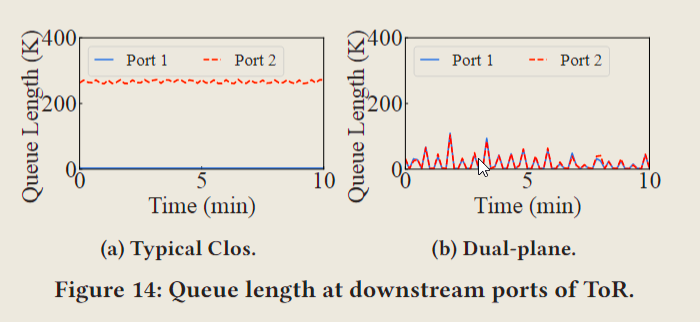 Queue Length (K)
400
200
0
Port 1
Port 2
0
5
10
Time (min)
(a) Typical Clos.
Queue Length (K)
400
200
0
Port 1
Port 2
0
5
10
Time (min)
(b) Dual-plane.
Figure 14: Queue length at downstream ports of ToR.